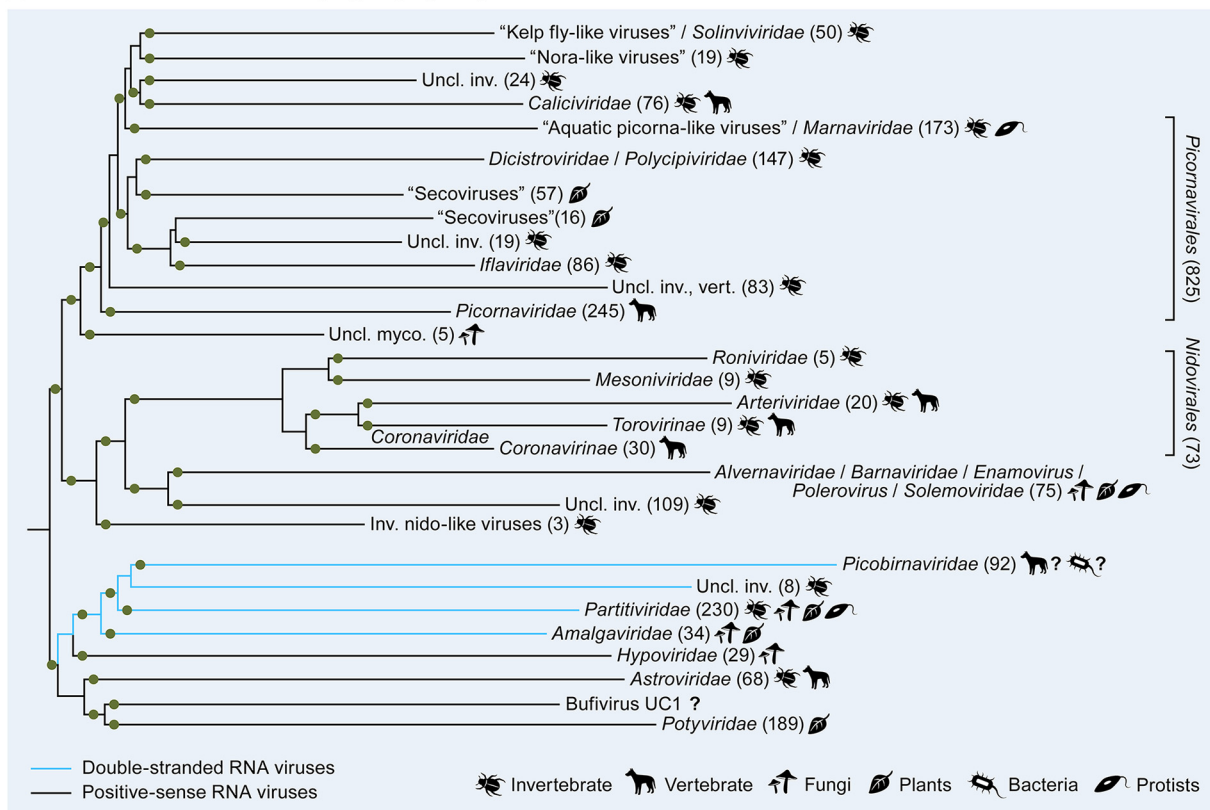 “Kelp fly-like viruses” / Solinviviridae (50)
“Nora-like viruses” (19)
Uncl. inv. (24)
Caliciviridae (76)
“Aquatic picorna-like viruses” / Marnaviridae (173)
Dicistroviridae / Polycipiviridae (147)
“Secoviruses” (57)
“Secoviruses”(16)
Uncl. inv. (19)
Iflaviridae (86)
Uncl. inv., vert. (83)
Picornaviridae (245)
Uncl. myco. (5)
Picornavirales (825)
Roniviridae (5)
Mesoniviridae (9)
Arteriviridae (20)
Torovirinae (9)
Coronaviridae
Coronavirinae (30)
Nidovirales (73)
Alvernaviridae / Barnaviridae / Enamovirus /
Polerovirus / Solemoviridae (75)
Uncl. inv. (109)
Inv. nido-like viruses (3)
Picobirnaviridae (92) ? ?
Uncl. inv. (8)
Partitiviridae (230)
Amalgaviridae (34)
Hypoviridae (29)
Astroviridae (68)
Bufivirus UC1 ?
Potyviridae (189)
Double-stranded RNA viruses
Positive-sense RNA viruses
Invertebrate Vertebrate Fungi Plants Bacteria Protists